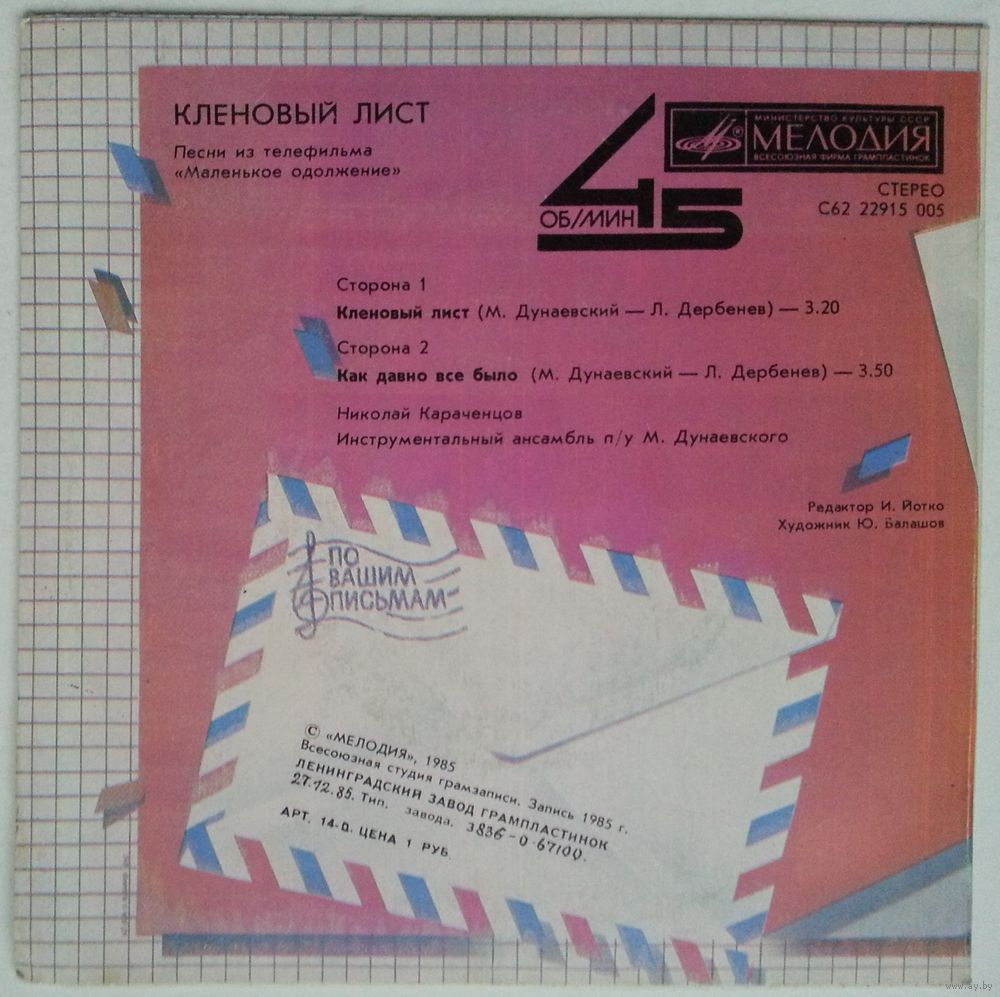 КЛЕНОВЫЙ ЛИСТ
Песни из телефильма
«Маленькое одолжение»
45
ОБ/МИН
МИНИСТЕРСТВО КУЛЬТУРЫ СССР
МЕЛОДИЯ
ВСЕСОЮЗНАЯ ФИРМА ГРАМПЛАСТИНОК
СТЕРЕО
С62 22915 005
Сторона 1
Кленовый лист (М. Дунаевский — Л. Дербенев) — 3.20
Сторона 2
Как давно все было (М. Дунаевский — Л. Дербенев) — 3.50
Николай Караченцов
Инструментальный ансамбль п/у М. Дунаевского
Редактор И. Йотко
Художник Ю. Балашов
ПО
ВАШИМ
ПИСЬМАМ
© «МЕЛОДИЯ», 1985
Всесоюзная студия грамзаписи. Запись 1985 г.
ЛЕНИНГРАДСКИЙ ЗАВОД ГРАМПЛАСТИНОК
27.12.85. Тип. завода. 3836-0-67100.
АРТ. 14-0. ЦЕНА 1 РУБ.
www.ay.by